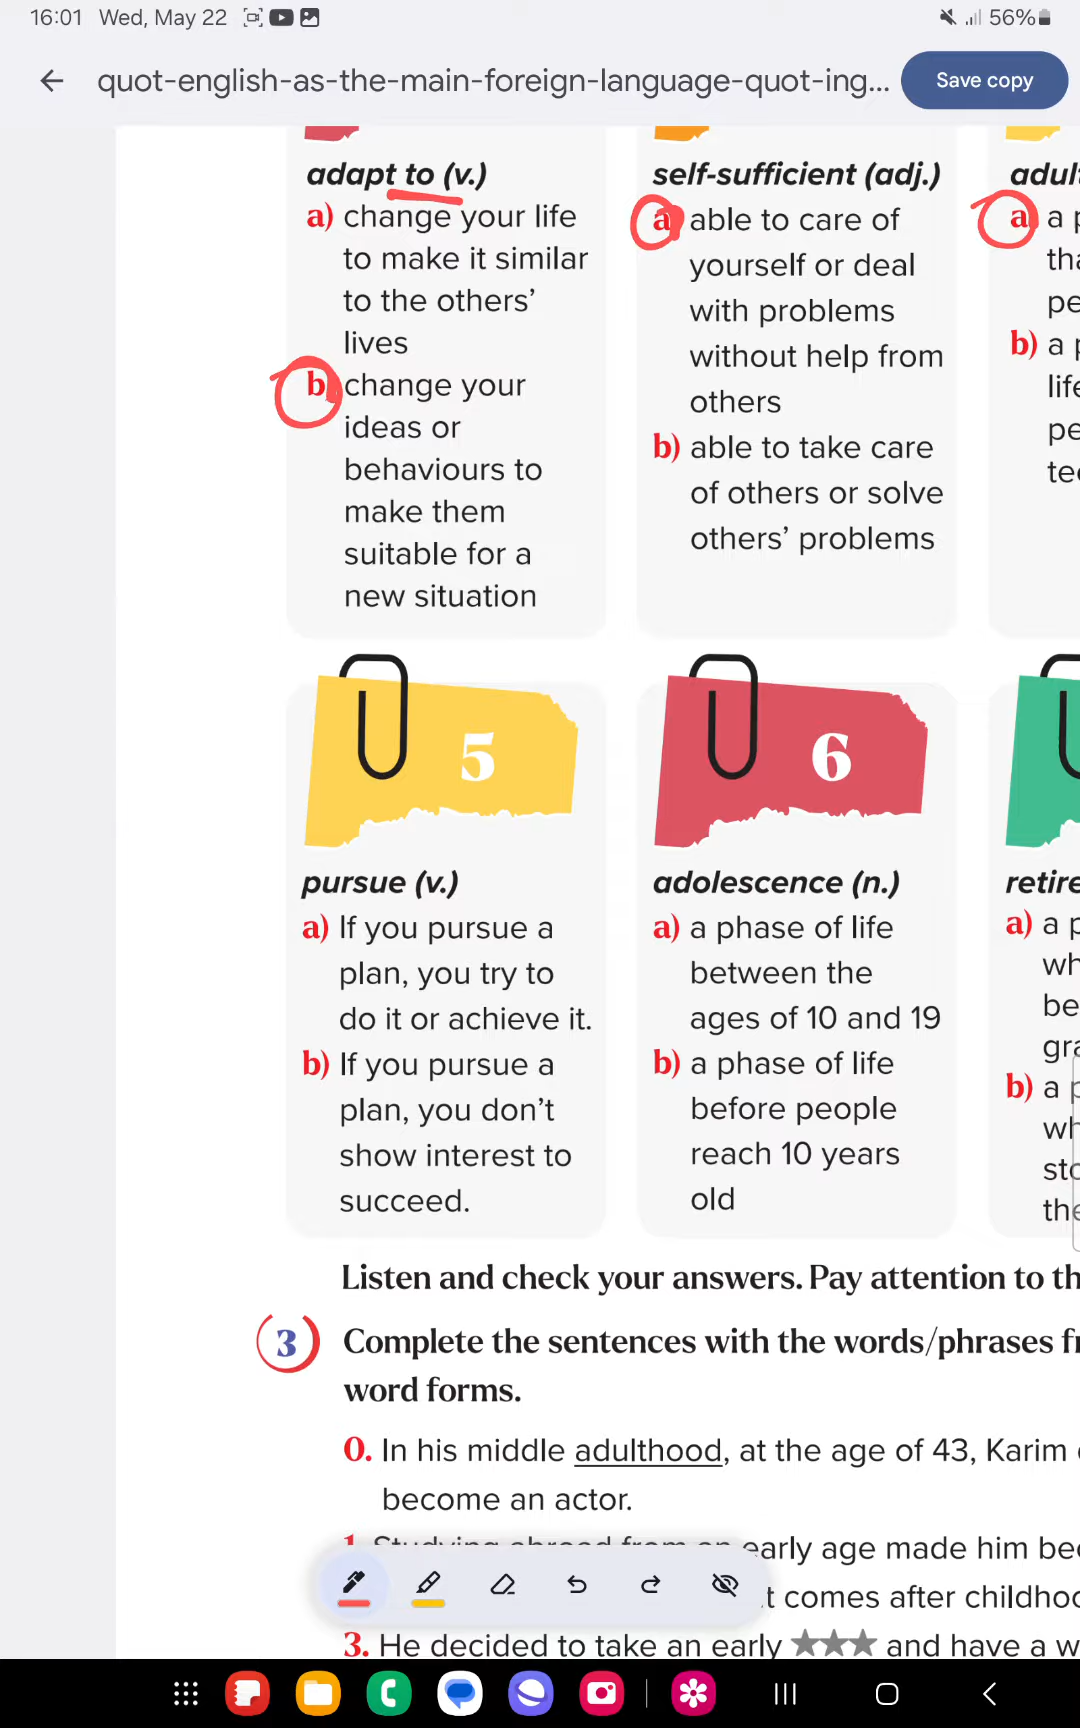 16:01 Wed, May 22 56%
quot-english-as-the-main-foreign-language-quot-ing... Save copy
adapt to (v.)
a) change your life
to make it similar
to the others'
lives
b) change your
ideas or
behaviours to
make them
suitable for a
new situation
self-sufficient (adj.)
a) able to care of
yourself or deal
with problems
without help from
others
b) able to take care
of others or solve
others' problems
a) a
b) a
5
pursue (v.)
a) If you pursue a
plan, you try to
do it or achieve it.
b) If you pursue a
plan, you don't
show interest to
succeed.
6
adolescence (n.)
a) a phase of life
between the
ages of 10 and 19
b) a phase of life
before people
reach 10 years
old
a) a
b) a
Listen and check your answers. Pay attention to
3 Complete the sentences with the words/phrases
word forms.
0. In his middle adulthood, at the age of 43, Karim
become an actor.
1. Studying abroad from an early age made him
comes after
3. He decided to take an early ★★★ and have a